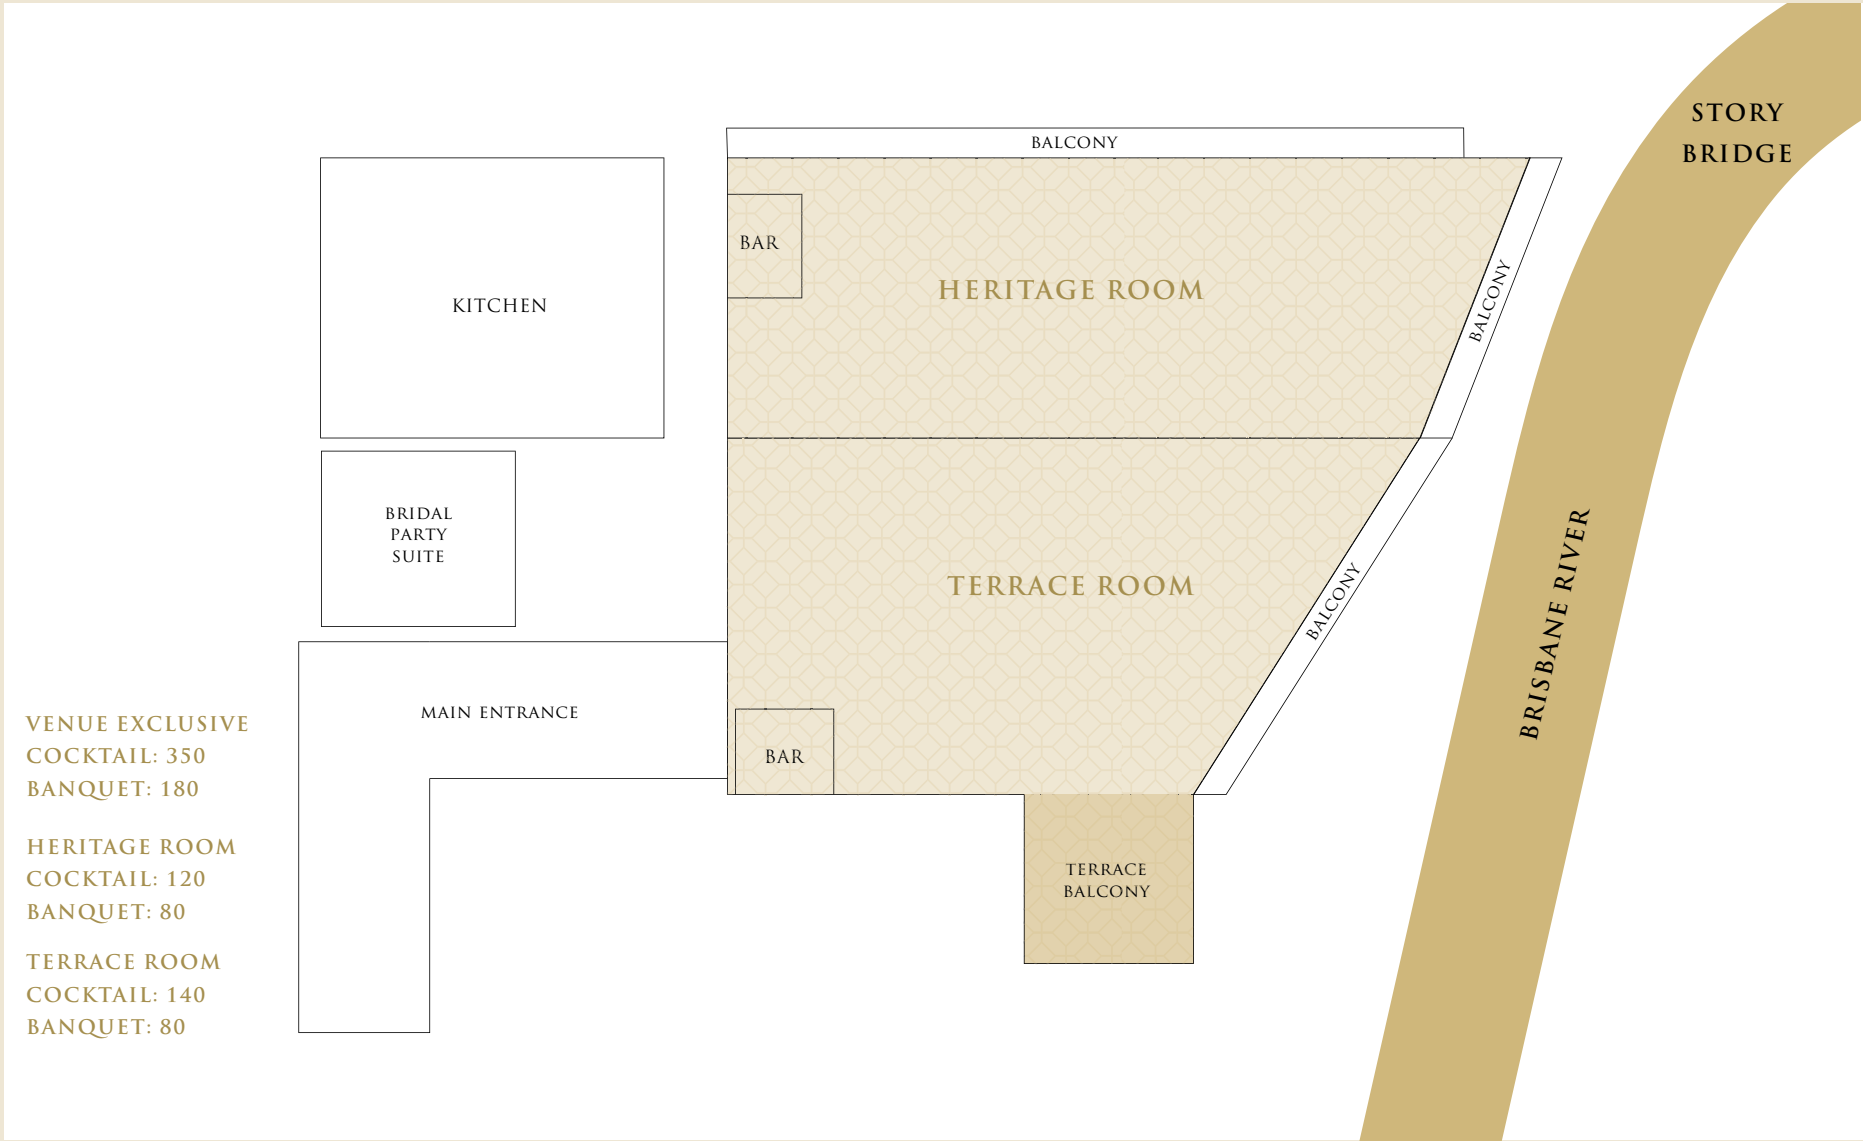 STORY
BRIDGE
BALCONY
BAR
HERITAGE ROOM
KITCHEN
BALCONY
BRIDAL
PARTY
SUITE
TERRACE ROOM
BALCONY
BRISBANE RIVER
MAIN ENTRANCE
BAR
TERRACE
BALCONY
VENUE EXCLUSIVE
COCKTAIL: 350
BANQUET: 180
HERITAGE ROOM
COCKTAIL: 120
BANQUET: 80
TERRACE ROOM
COCKTAIL: 140
BANQUET: 80